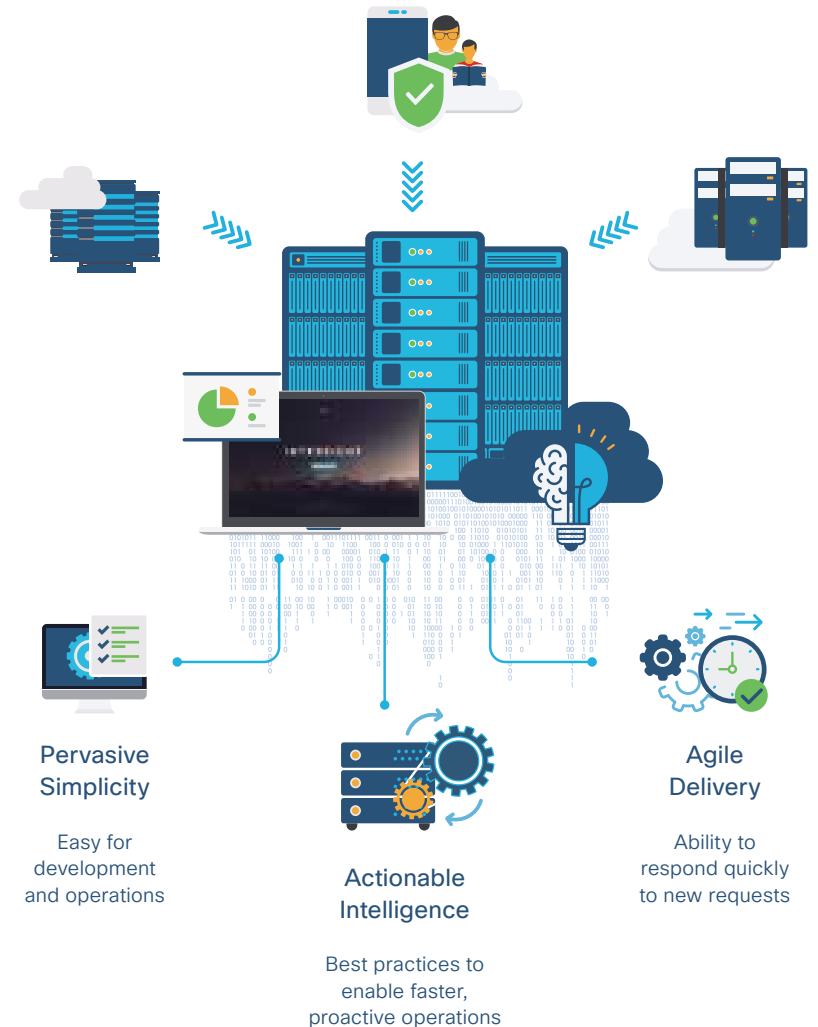 Pervasive
Simplicity
Easy for
development
and operations
Actionable
Intelligence
Best practices to
enable faster,
proactive operations
Agile
Delivery
Ability to
respond quickly
to new requests